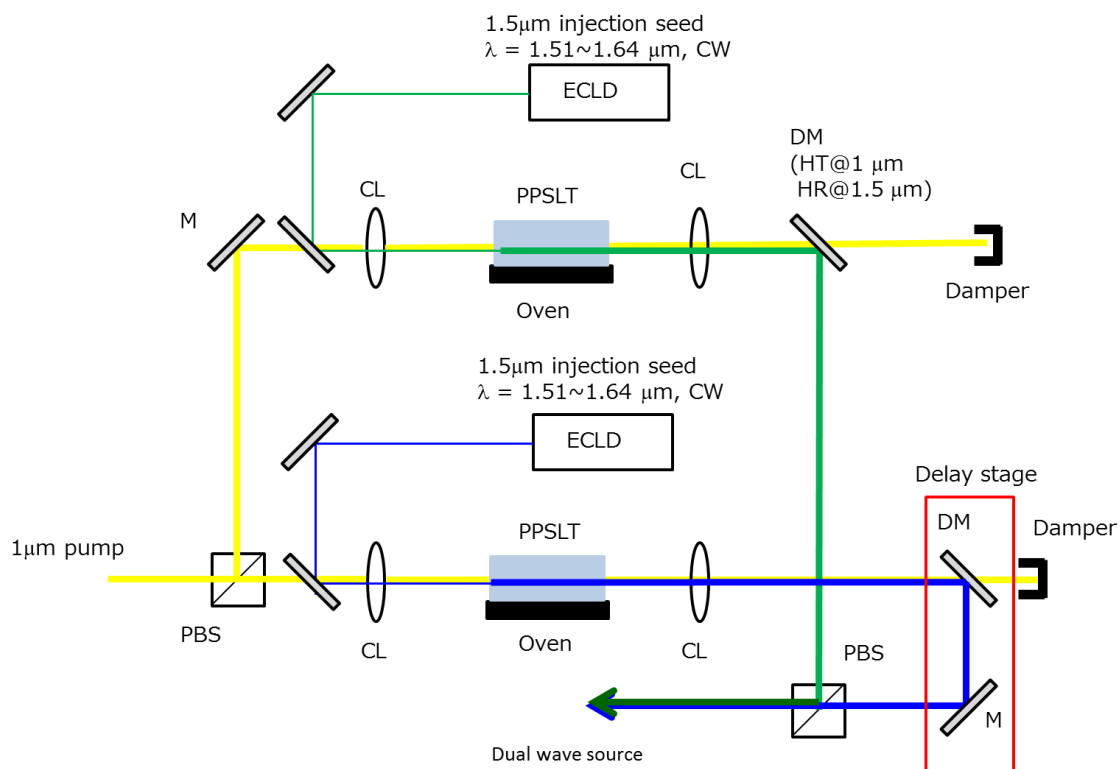 1.5μm injection seed
λ = 1.51~1.64 μm, CW
ECLD
DM
(HT@1 μm
HR@1.5 μm)
CL
CL
M
PPSLT
Damper
Oven
1.5μm injection seed
λ = 1.51~1.64 μm, CW
ECLD
Delay stage
DM
Damper
PPSLT
1μm pump
PBS
CL
Oven
CL
PBS
M
Dual wave source